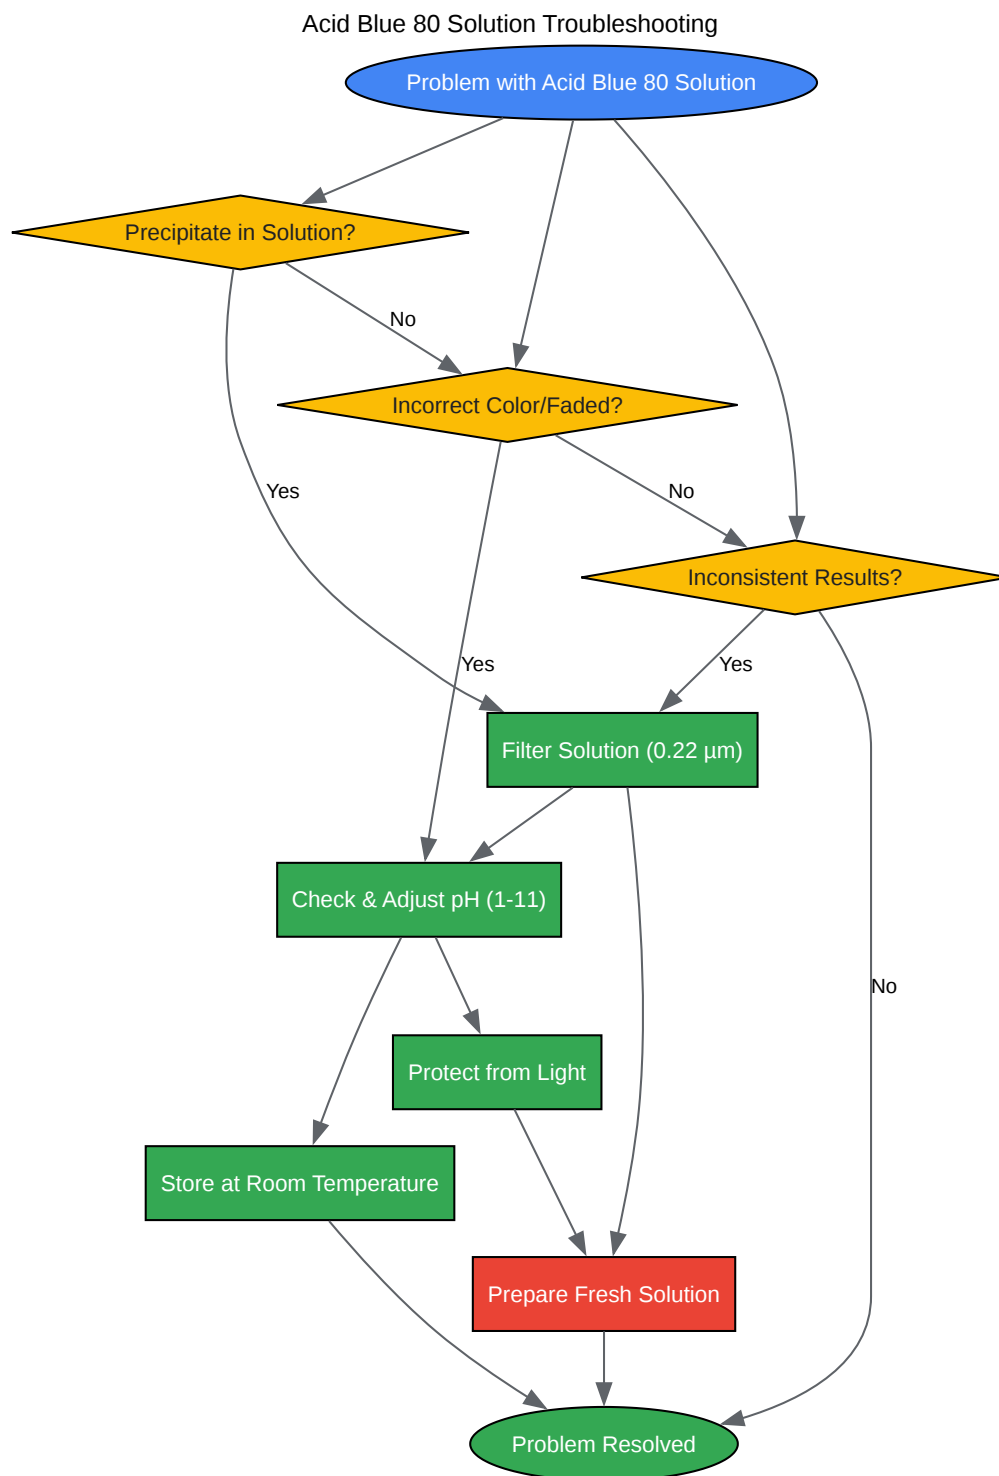 Acid Blue 80 Solution Troubleshooting
Problem with Acid Blue 80 Solution
Precipitate in Solution?
No
Incorrect Color/Faded?
Yes
No
Inconsistent Results?
Yes
Yes
Filter Solution (0.22 µm)
Check & Adjust pH (1-11)
No
Protect from Light
Store at Room Temperature
Prepare Fresh Solution
Problem Resolved